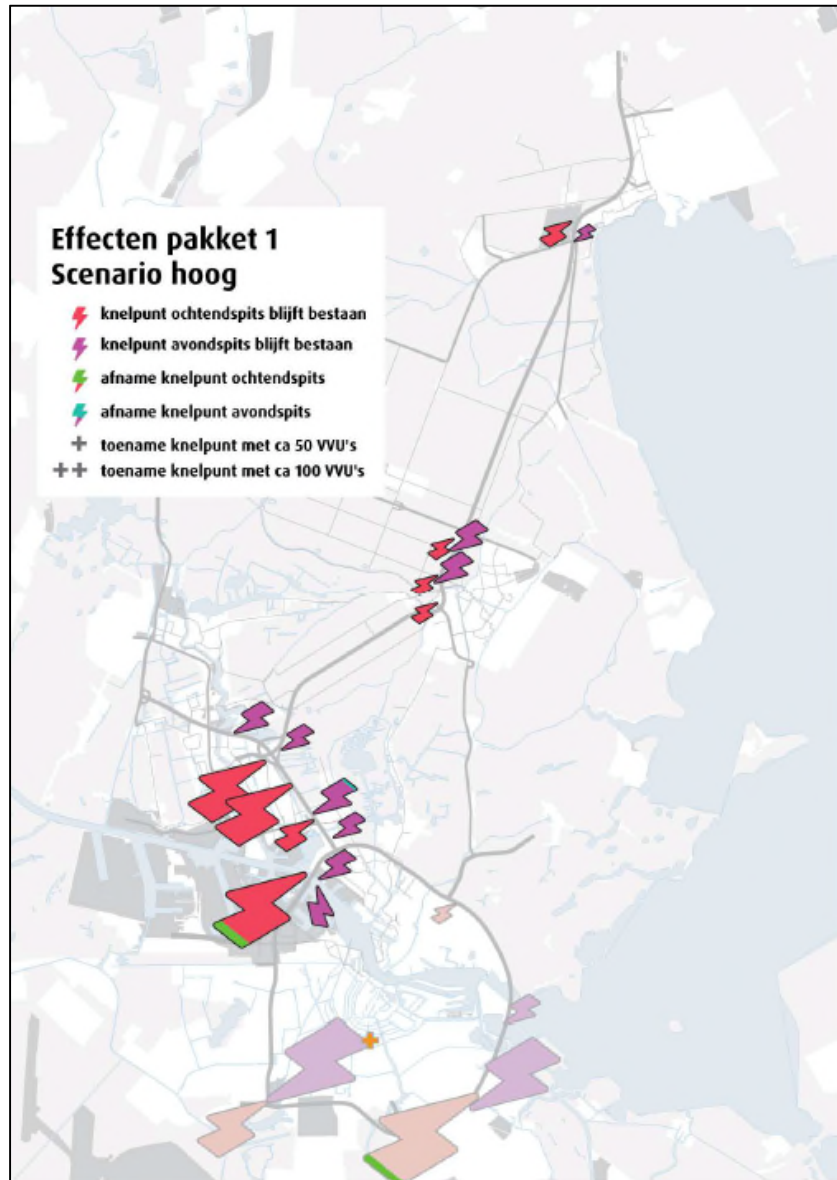 Effecten pakket 1
Scenario hoog
knelpunt ochtendspits blijft bestaan
knelpunt avondspits blijft bestaan
afname knelpunt ochtendspits
afname knelpunt avondspits
+ toename knelpunt met ca 50 VVU's
++ toename knelpunt met ca 100 VVU's